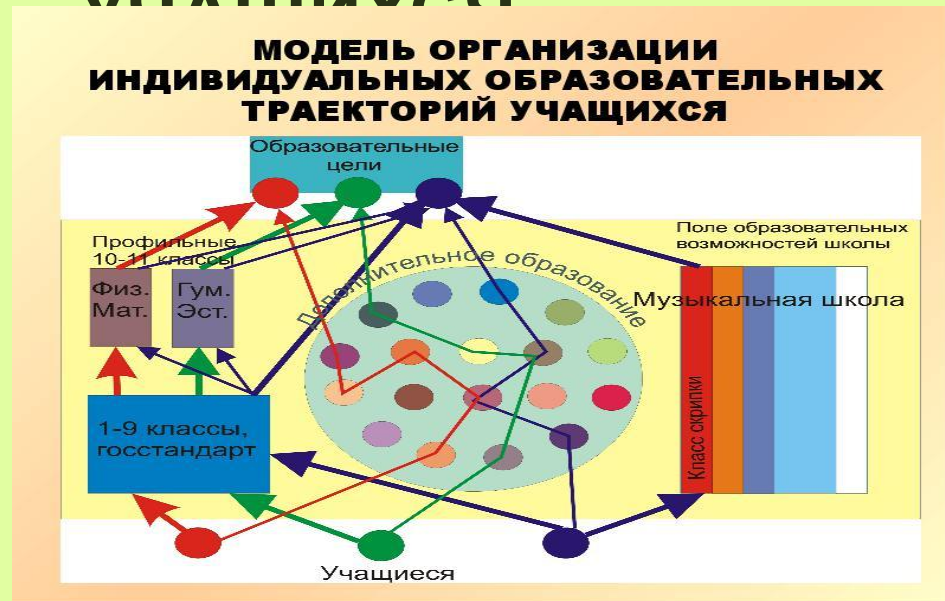 МОДЕЛЬ ОРГАНИЗАЦИИ
ИНДИВИДУАЛЬНЫХ ОБРАЗОВАТЕЛЬНЫХ
ТРАЕКТОРИЙ УЧАЩИХСЯ
Образовательные
цели
Профильные
10-11 классы
Физ.
Мат.
Гум.
Эст.
Дополнительное образование
Поле образовательных
возможностей школы
Музыкальная школа
Класс скрипки
1-9 классы,
госстандарт
Учащиеся